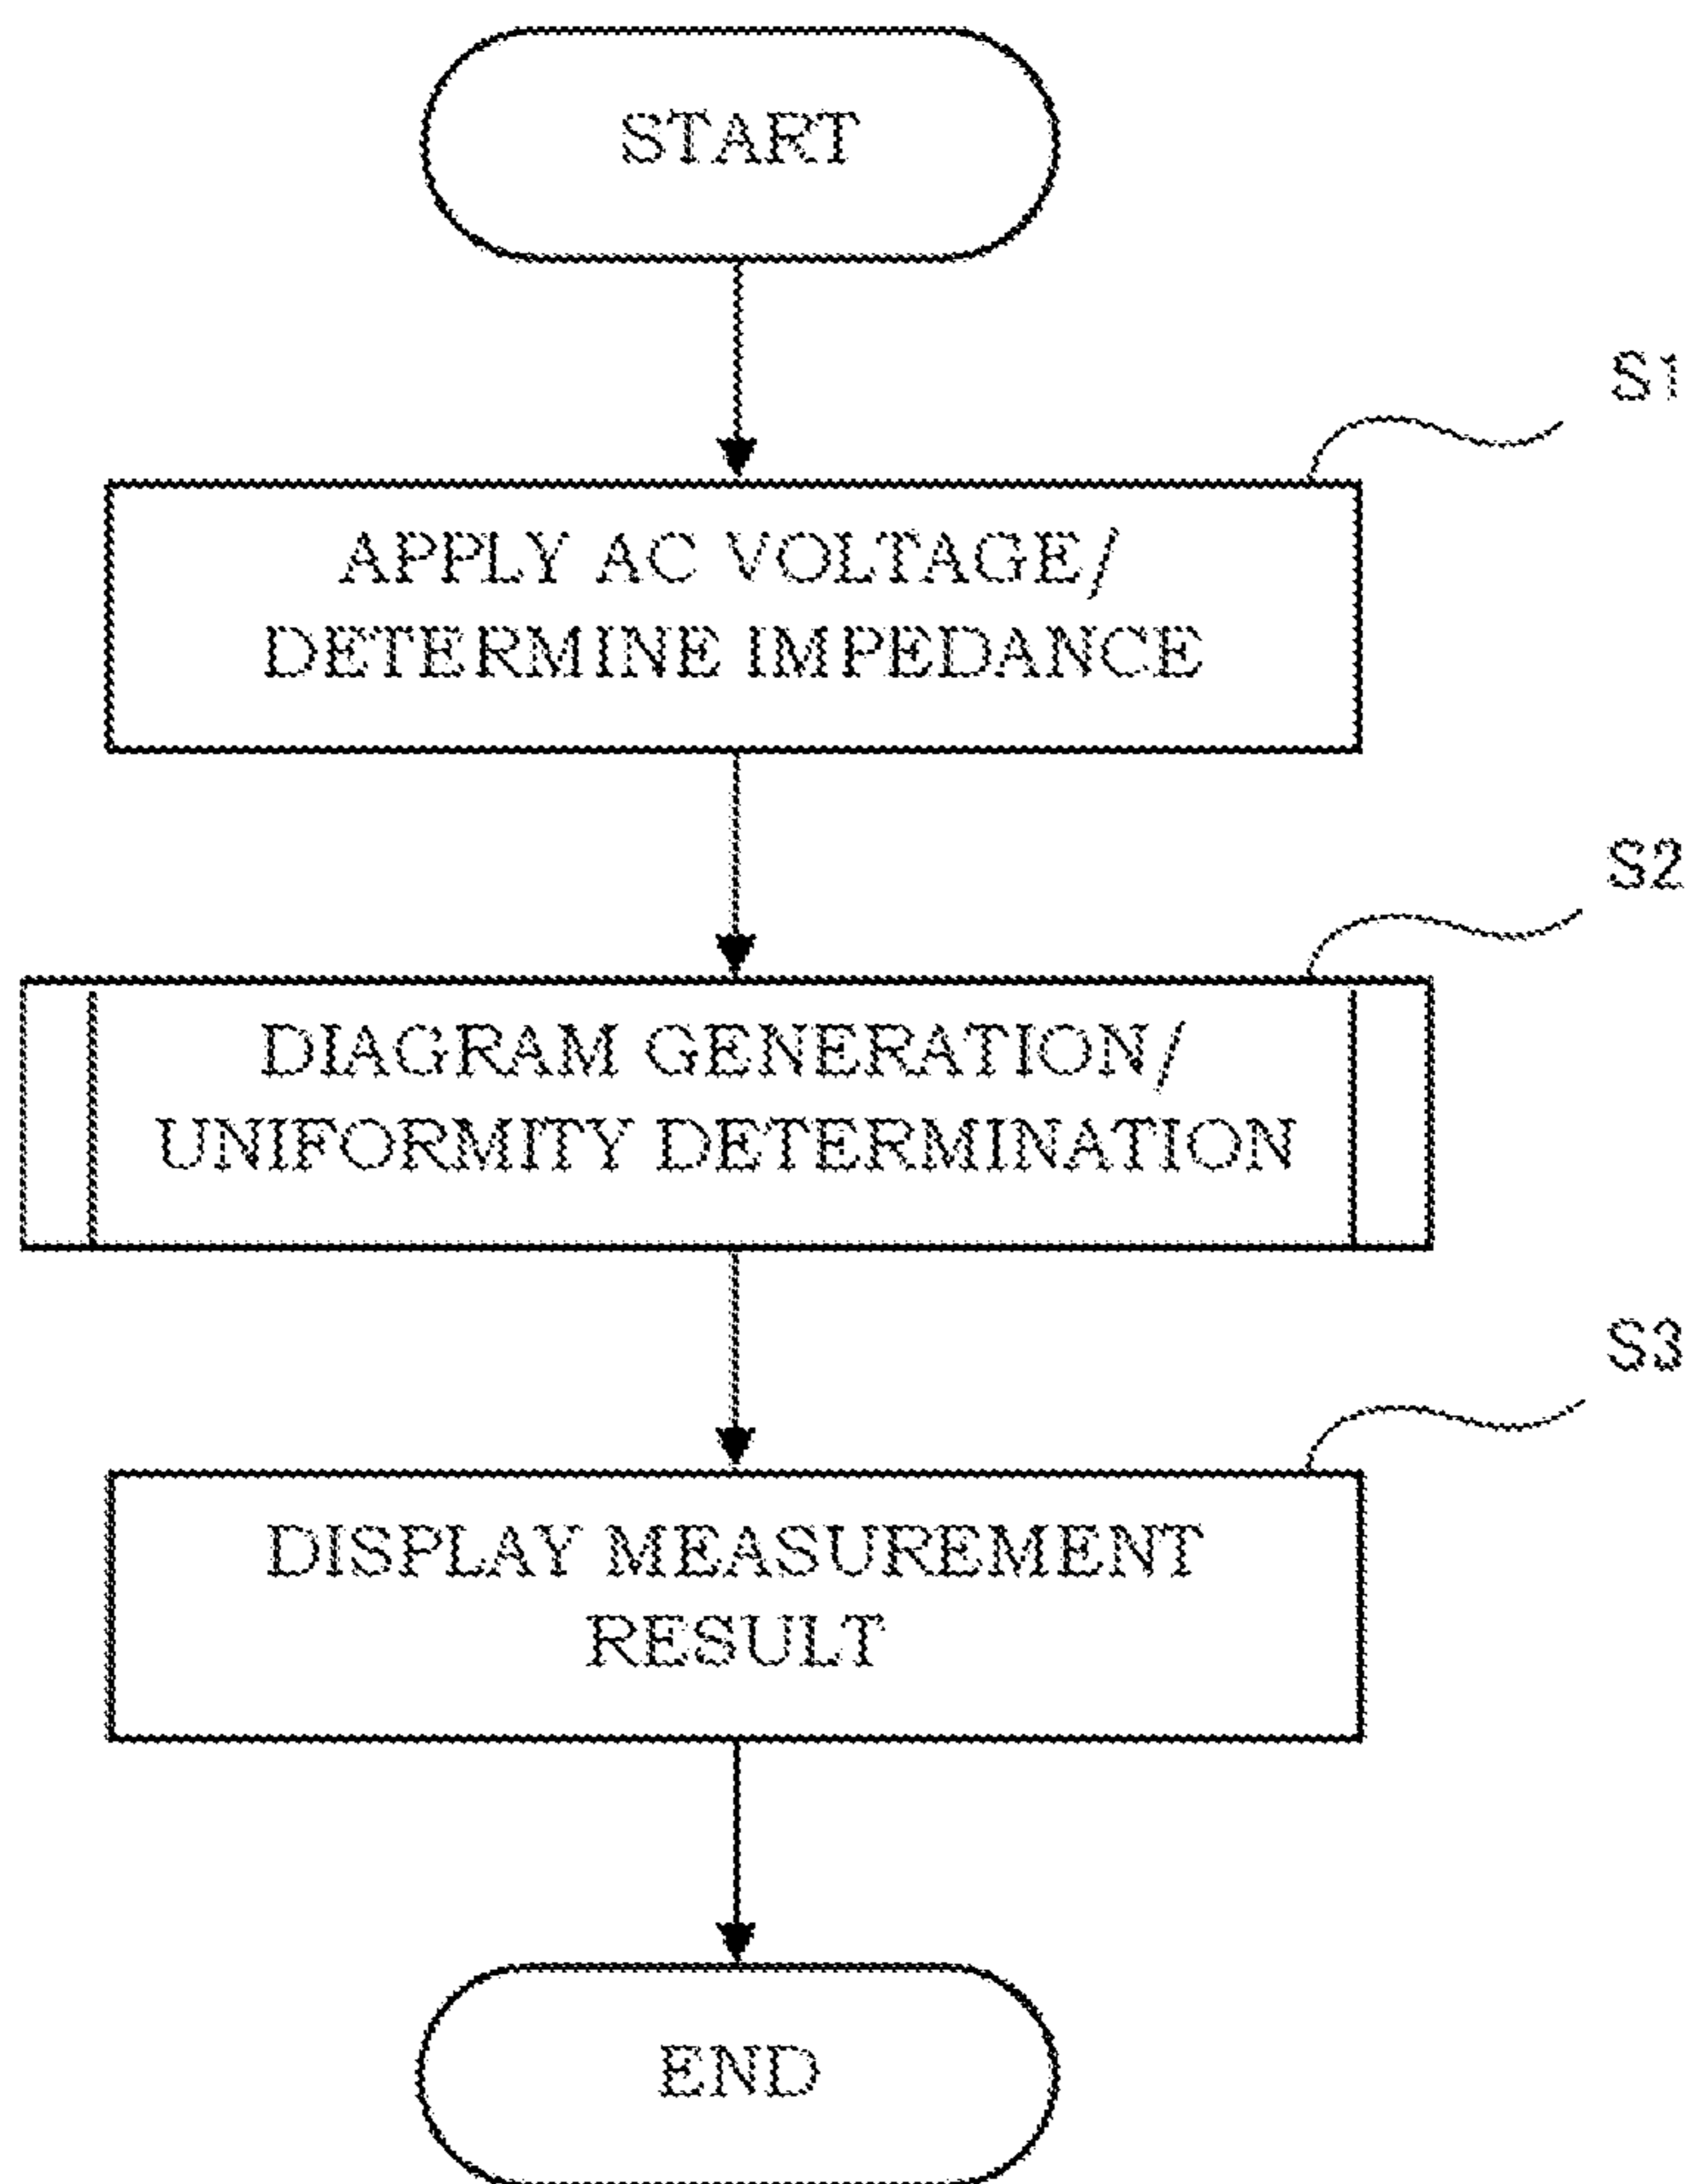 START
S1
APPLY AC VOLTAGE/
DETERMINE IMPEDANCE
S2
DIAGRAM GENERATION/
UNIFORMITY DETERMINATION
S3
DISPLAY MEASUREMENT
RESULT
END